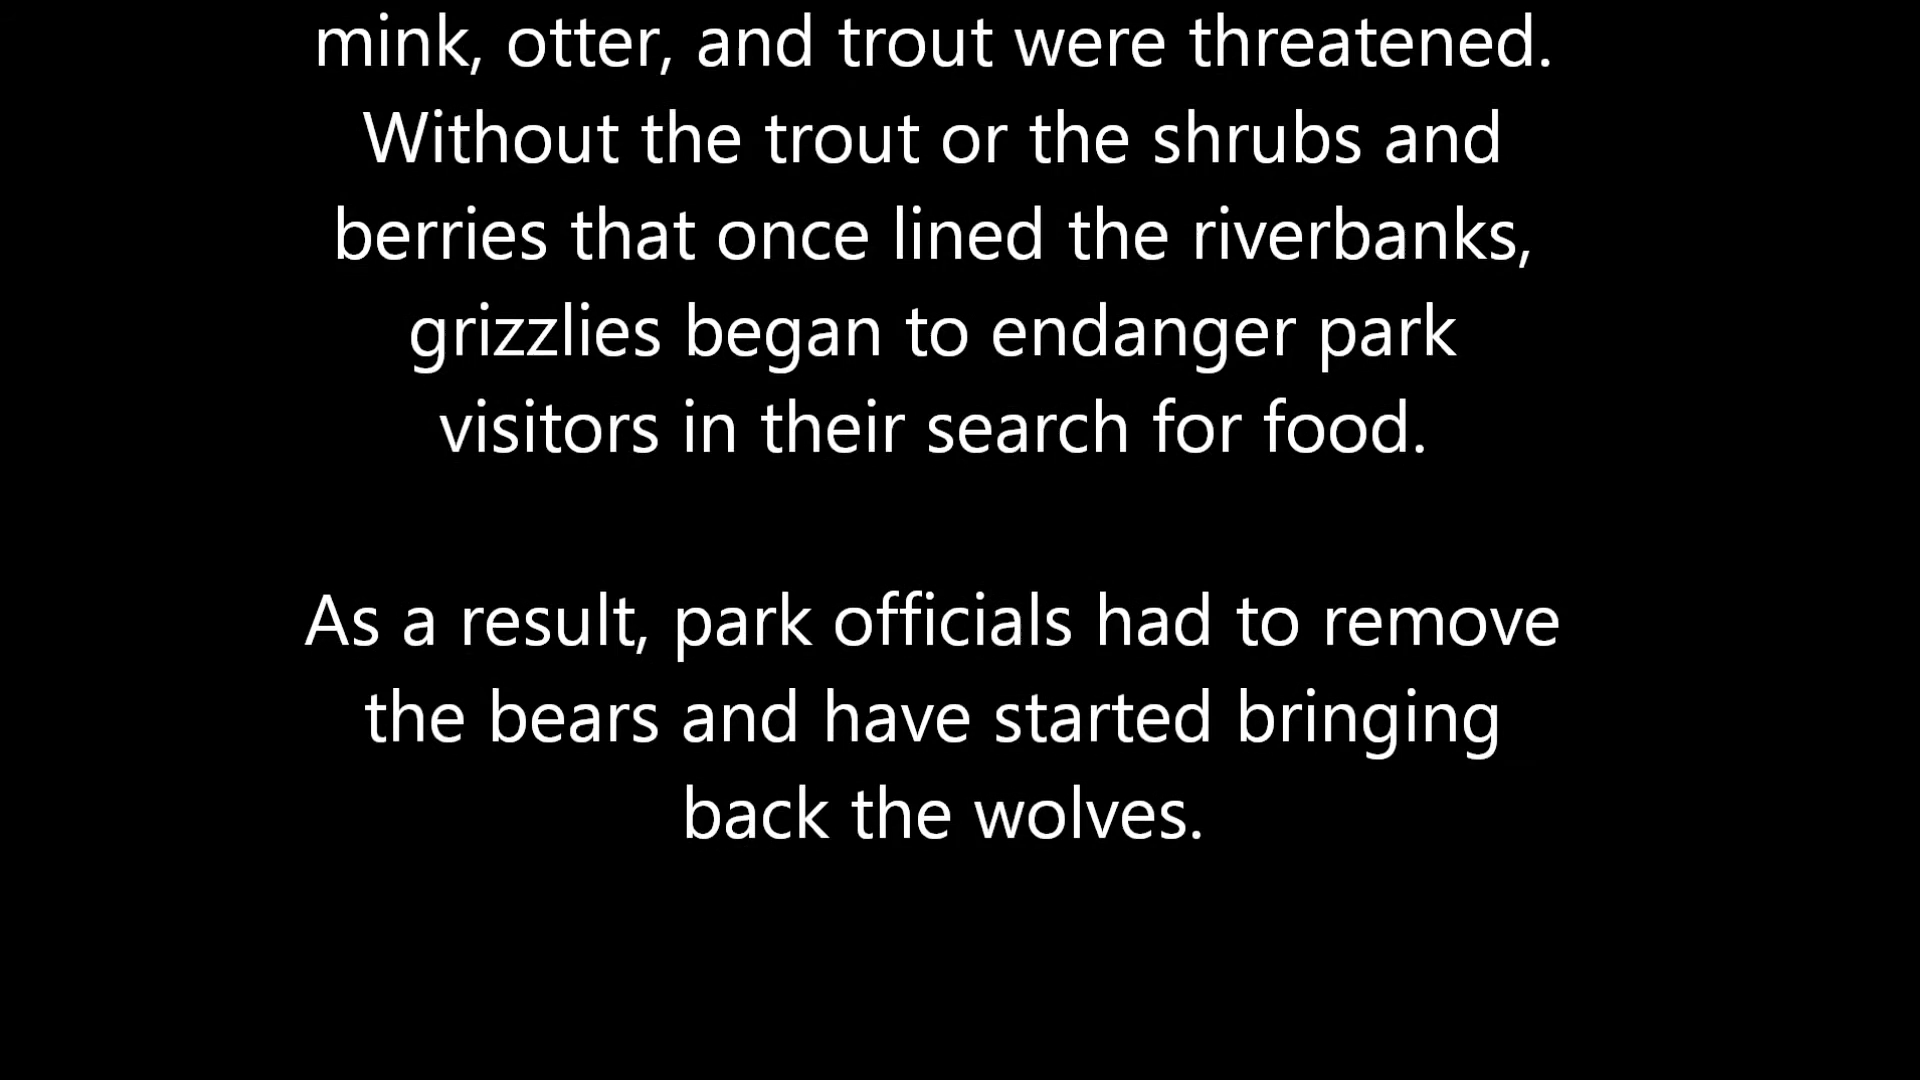 mink, otter, and trout were threatened.
Without the trout or the shrubs and
berries that once lined the riverbanks,
grizzlies began to endanger park
visitors in their search for food.
As a result, park officials had to remove
the bears and have started bringing
back the wolves.